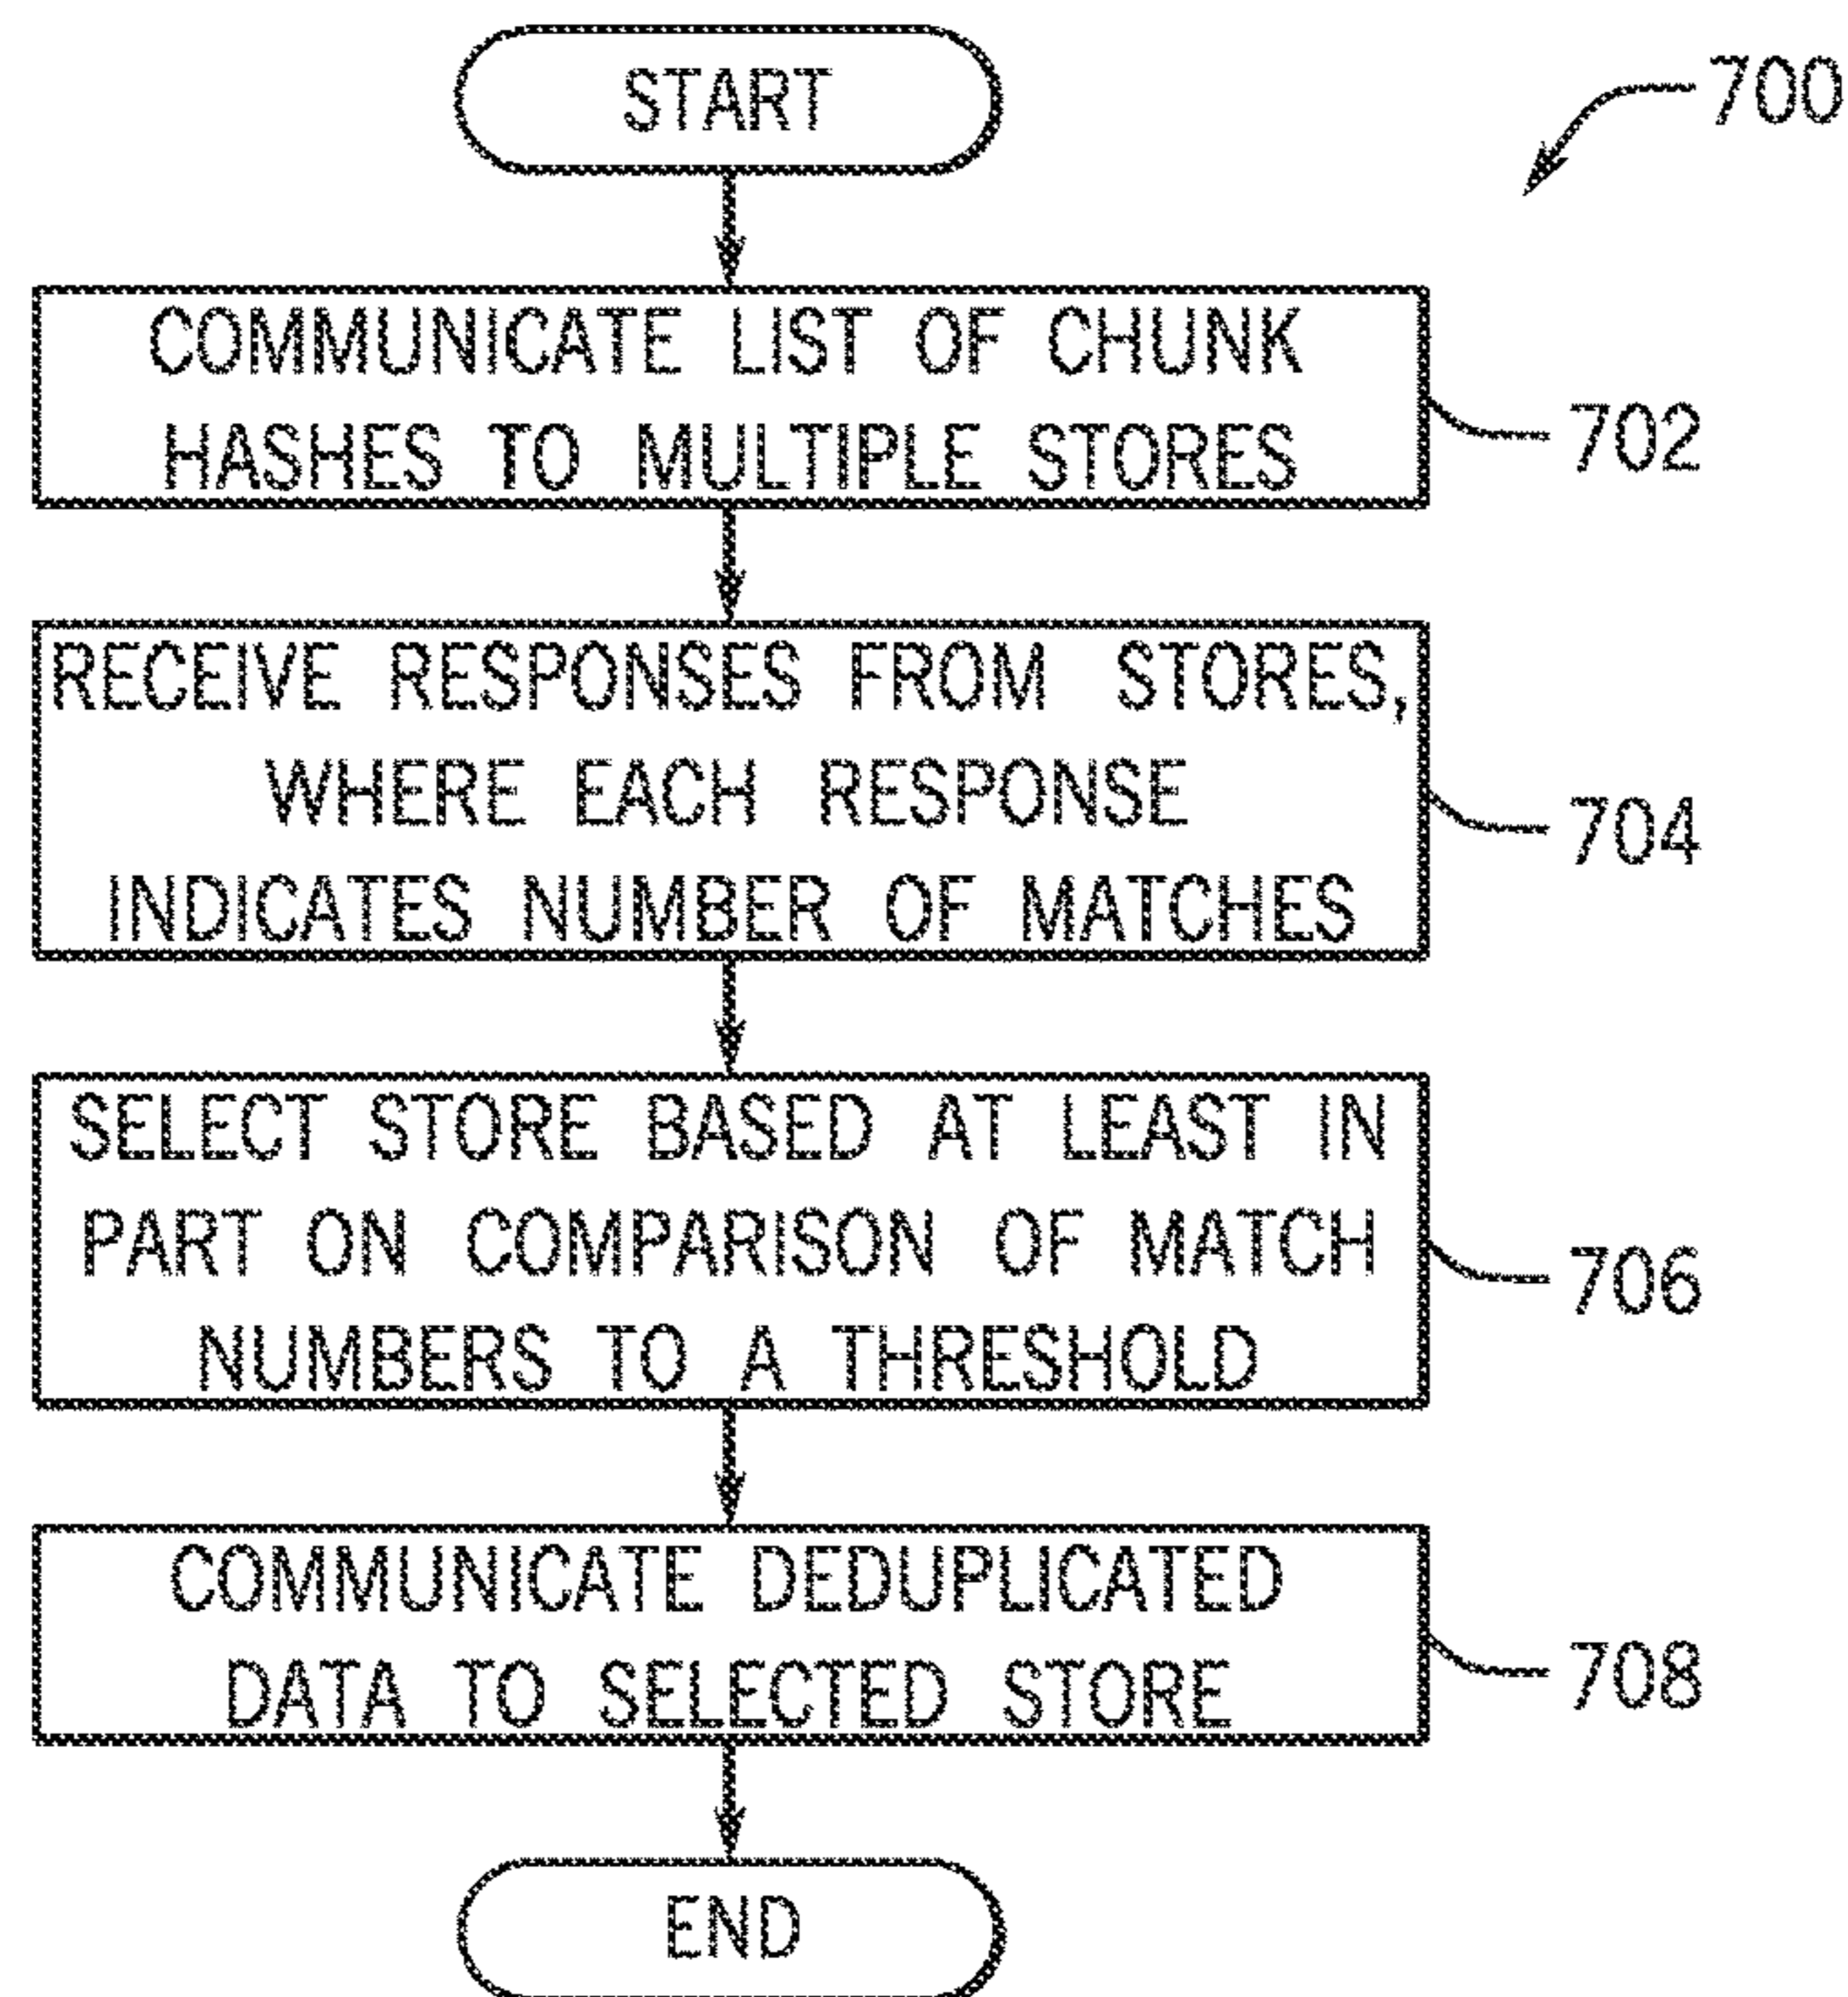 START
700
COMMUNICATE LIST OF CHUNK
HASHES TO MULTIPLE STORES
702
RECEIVE RESPONSES FROM STORES,
WHERE EACH RESPONSE
INDICATES NUMBER OF MATCHES
704
SELECT STORE BASED AT LEAST IN
PART ON COMPARISON OF MATCH
NUMBERS TO A THRESHOLD
706
COMMUNICATE DEDUPLICATED
DATA TO SELECTED STORE
708
END